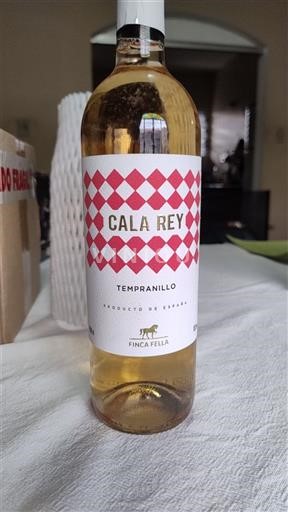 CALA REY
TEMPRANILLO
PRODUCTO DE ESPAÑA
FINCA FELLA